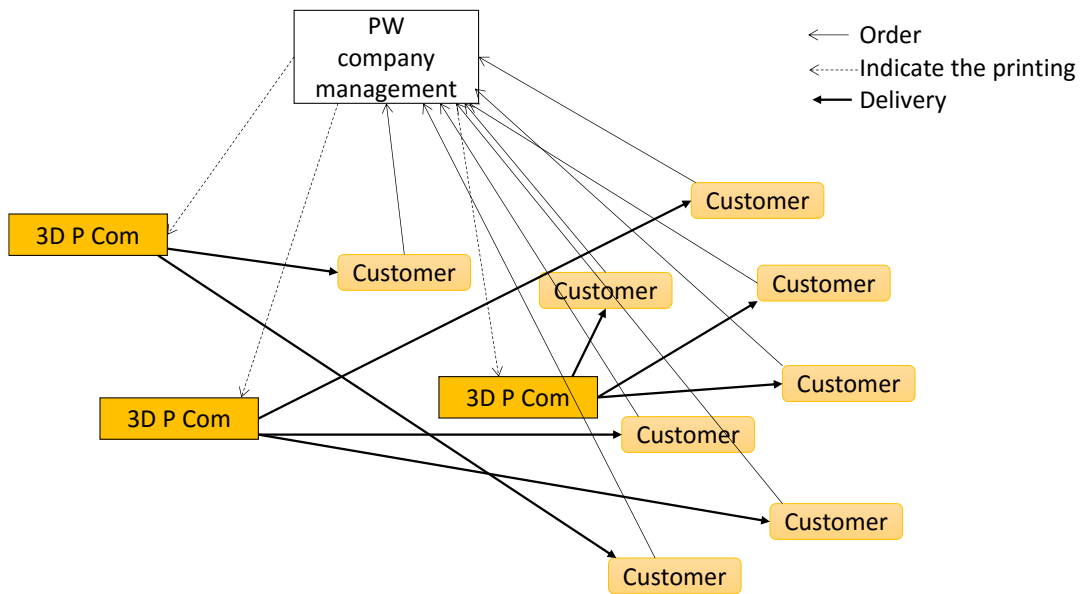 PW
company
management
Order
Indicate the printing
Delivery
Customer
3D P Com
Customer
Customer
Customer
Customer
3D P Com
3D P Com
Customer
Customer
Customer